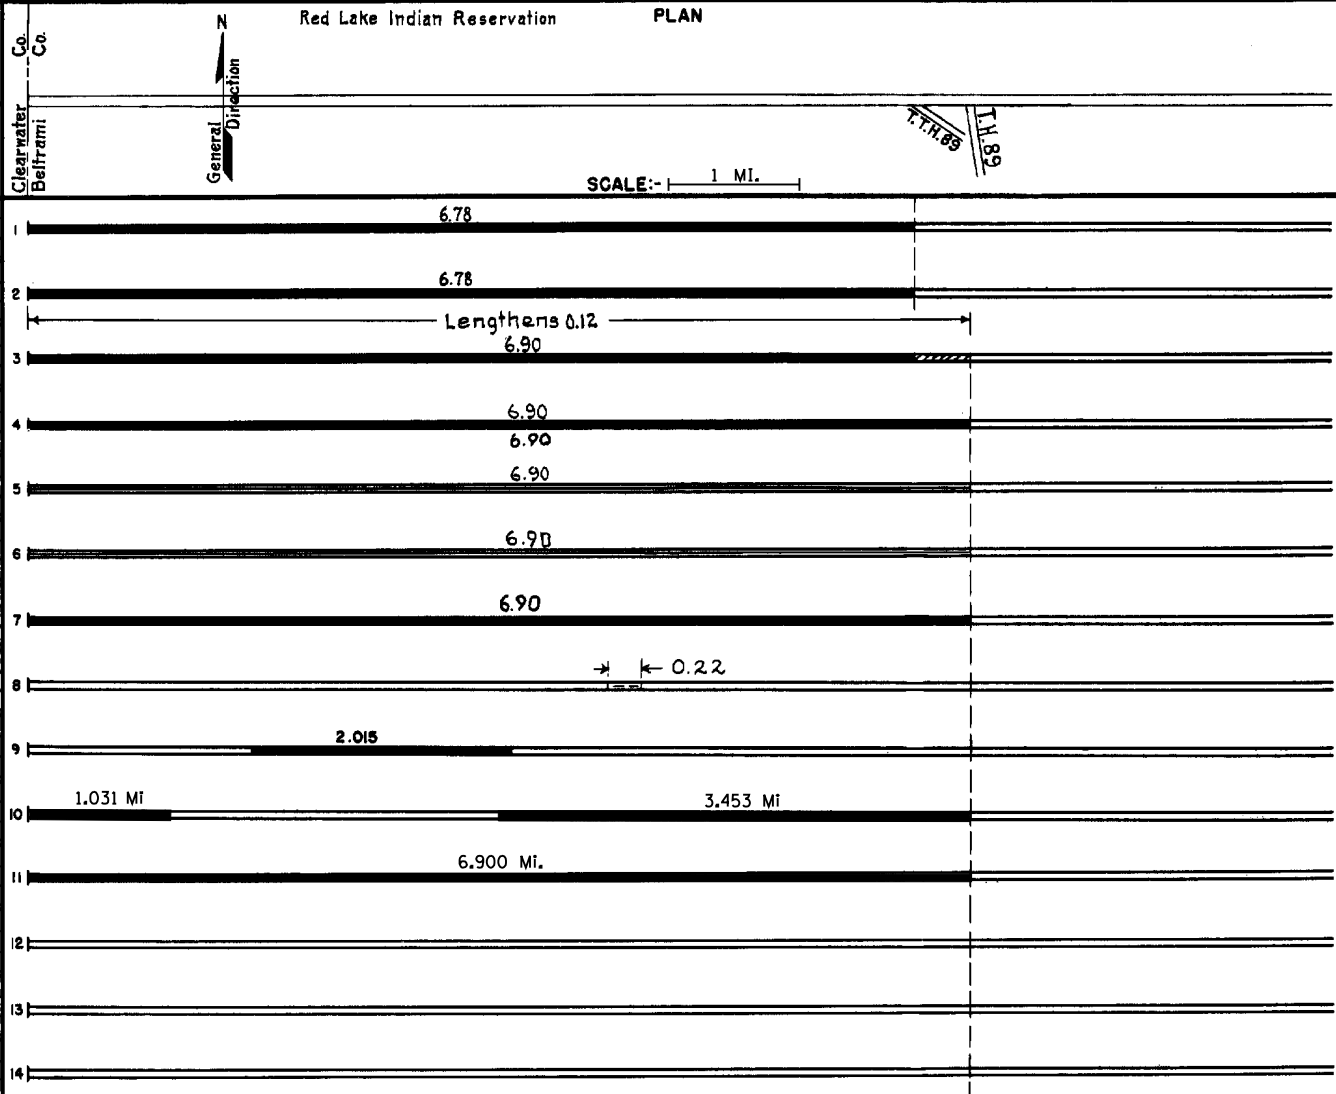 Red Lake Indian Reservation
PLAN
Clearwater Co.
Beltrami Co.
N
General Direction
T.T.H.89
T.H.89
SCALE:- 1 MI.
1 6.78
2 6.78
Lengthens 0.12
3 6.90
4 6.90
6.90
5 6.90
6 6.90
7 6.90
8 0.22
9 2.015
10 1.031 Mi 3.453 Mi
11 6.900 Mi.
12
13
14